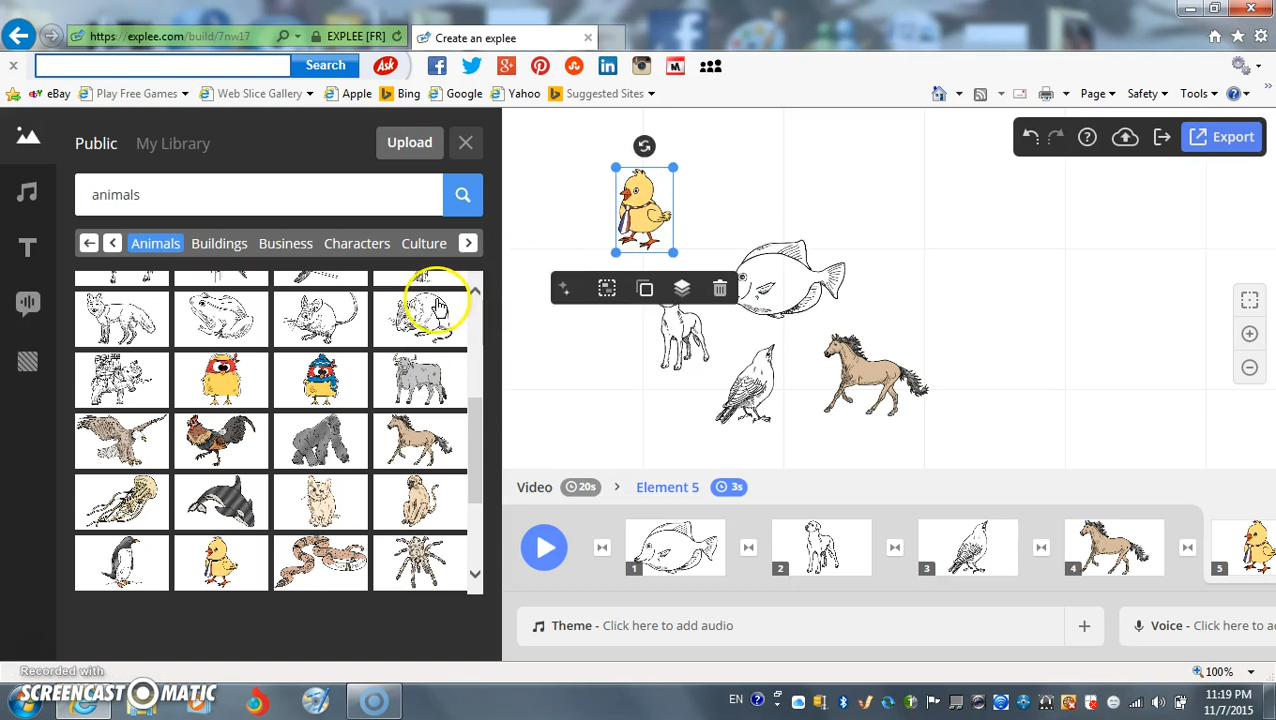 https://explee.com/build/7nw17
EXPLEE [FR]
Create an explee
Search
Ask
eBay
Play Free Games
Web Slice Gallery
Apple
Bing
Google
Yahoo
Suggested Sites
Page
Safety
Tools
Public
My Library
Upload
Export
animals
Animals
Buildings
Business
Characters
Culture
Video
20s
Element 5
3s
1
2
3
4
5
Theme - Click here to add audio
Voice - Click here to a
Recorded with
SCREENCAST MATIC
100%
EN
11:19 PM
11/7/2015